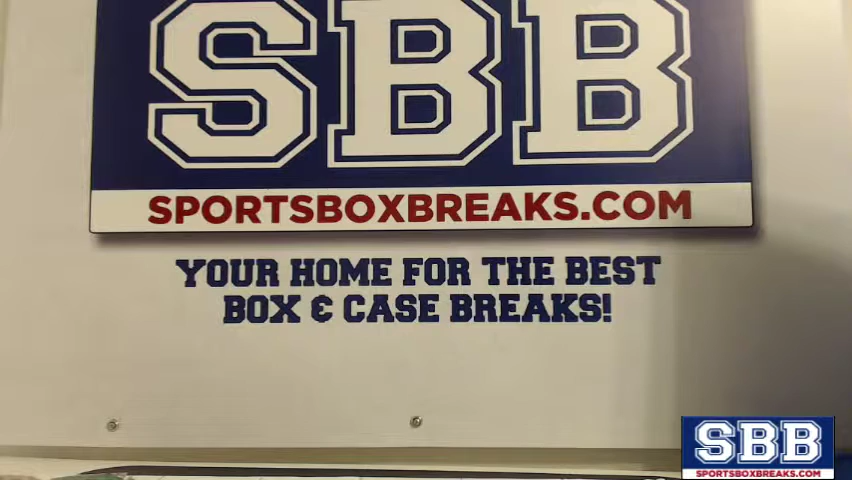 SBB
SPORTSBOXBREAKS.COM
YOUR HOME FOR THE BEST
BOX & CASE BREAKS!
SBB
SPORTSBOXBREAKS.COM